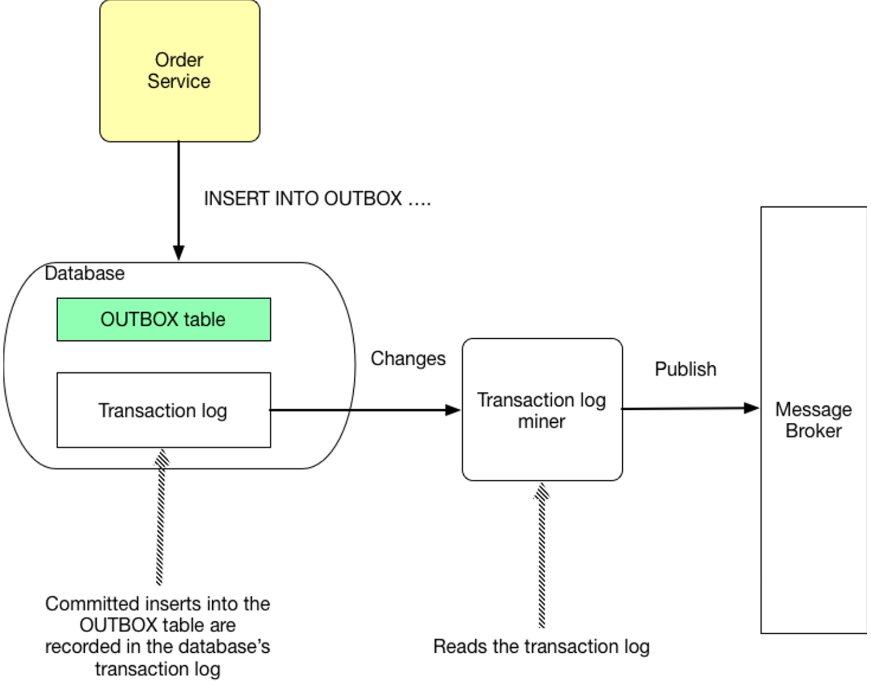 Order
Service
INSERT INTO OUTBOX ....
Database
OUTBOX table
Transaction log
Changes
Transaction log
miner
Publish
Message
Broker
Committed inserts into the
OUTBOX table are
recorded in the database's
transaction log
Reads the transaction log